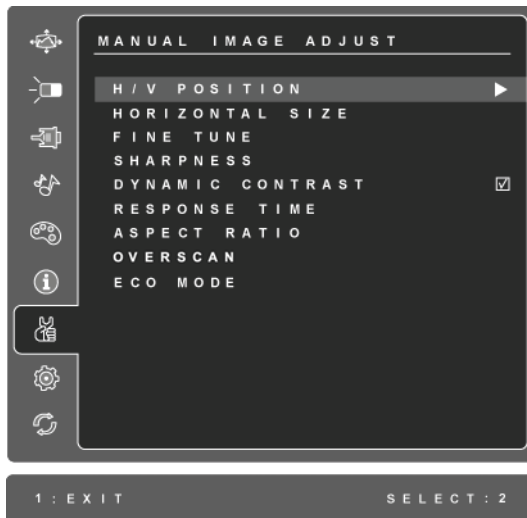 MANUAL IMAGE ADJUST
H/V POSITION
HORIZONTAL SIZE
FINE TUNE
SHARPNESS
DYNAMIC CONTRAST
RESPONSE TIME
ASPECT RATIO
OVERSCAN
ECO MODE
1:EXIT SELECT:2